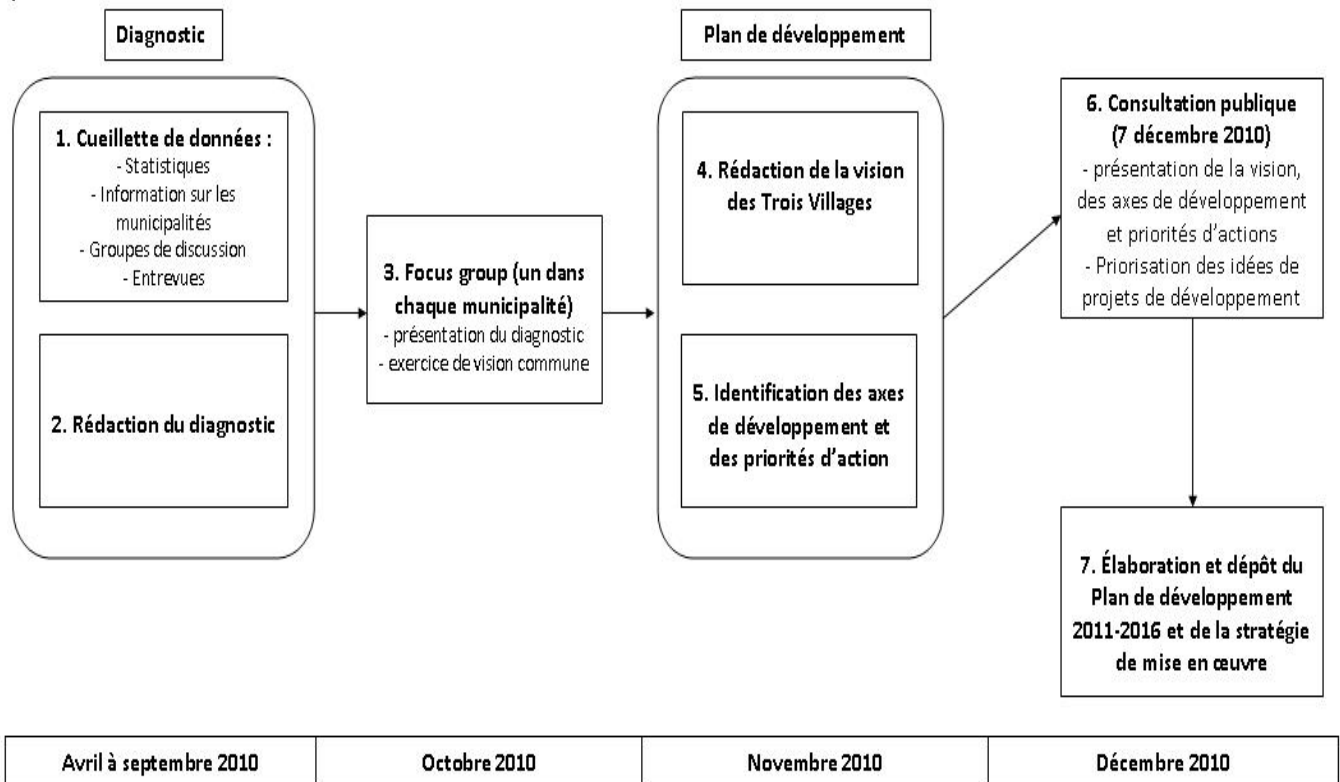 Diagnostic
1. Cueillette de données :
- Statistiques
- Information sur les
municipalités
- Groupes de discussion
- Entrevues
2. Rédaction du diagnostic
3. Focus group (un dans
chaque municipalité)
- présentation du diagnostic
- exercice de vision commune
Plan de développement
4. Rédaction de la vision
des Trois Villages
5. Identification des axes
de développement et
des priorités d'action
6. Consultation publique
(7 décembre 2010)
- présentation de la vision,
des axes de développement
et priorités d'actions
- Priorisation des idées de
projets de développement
7. Élaboration et dépôt du
Plan de développement
2011-2016 et de la stratégie
de mise en œuvre
Avril à septembre 2010
Octobre 2010
Novembre 2010
Décembre 2010